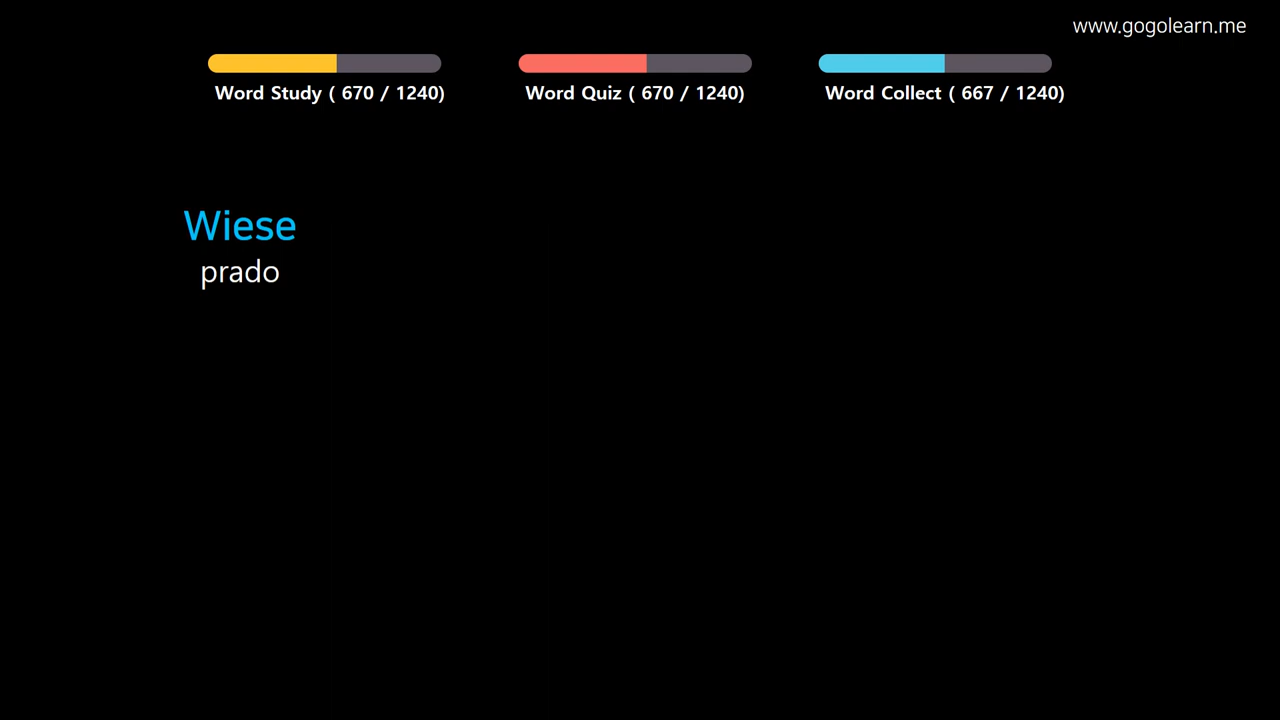 www.gogolearn.me
Word Study ( 670 / 1240)
Word Quiz ( 670 / 1240)
Word Collect ( 667 / 1240)
Wiese
prado